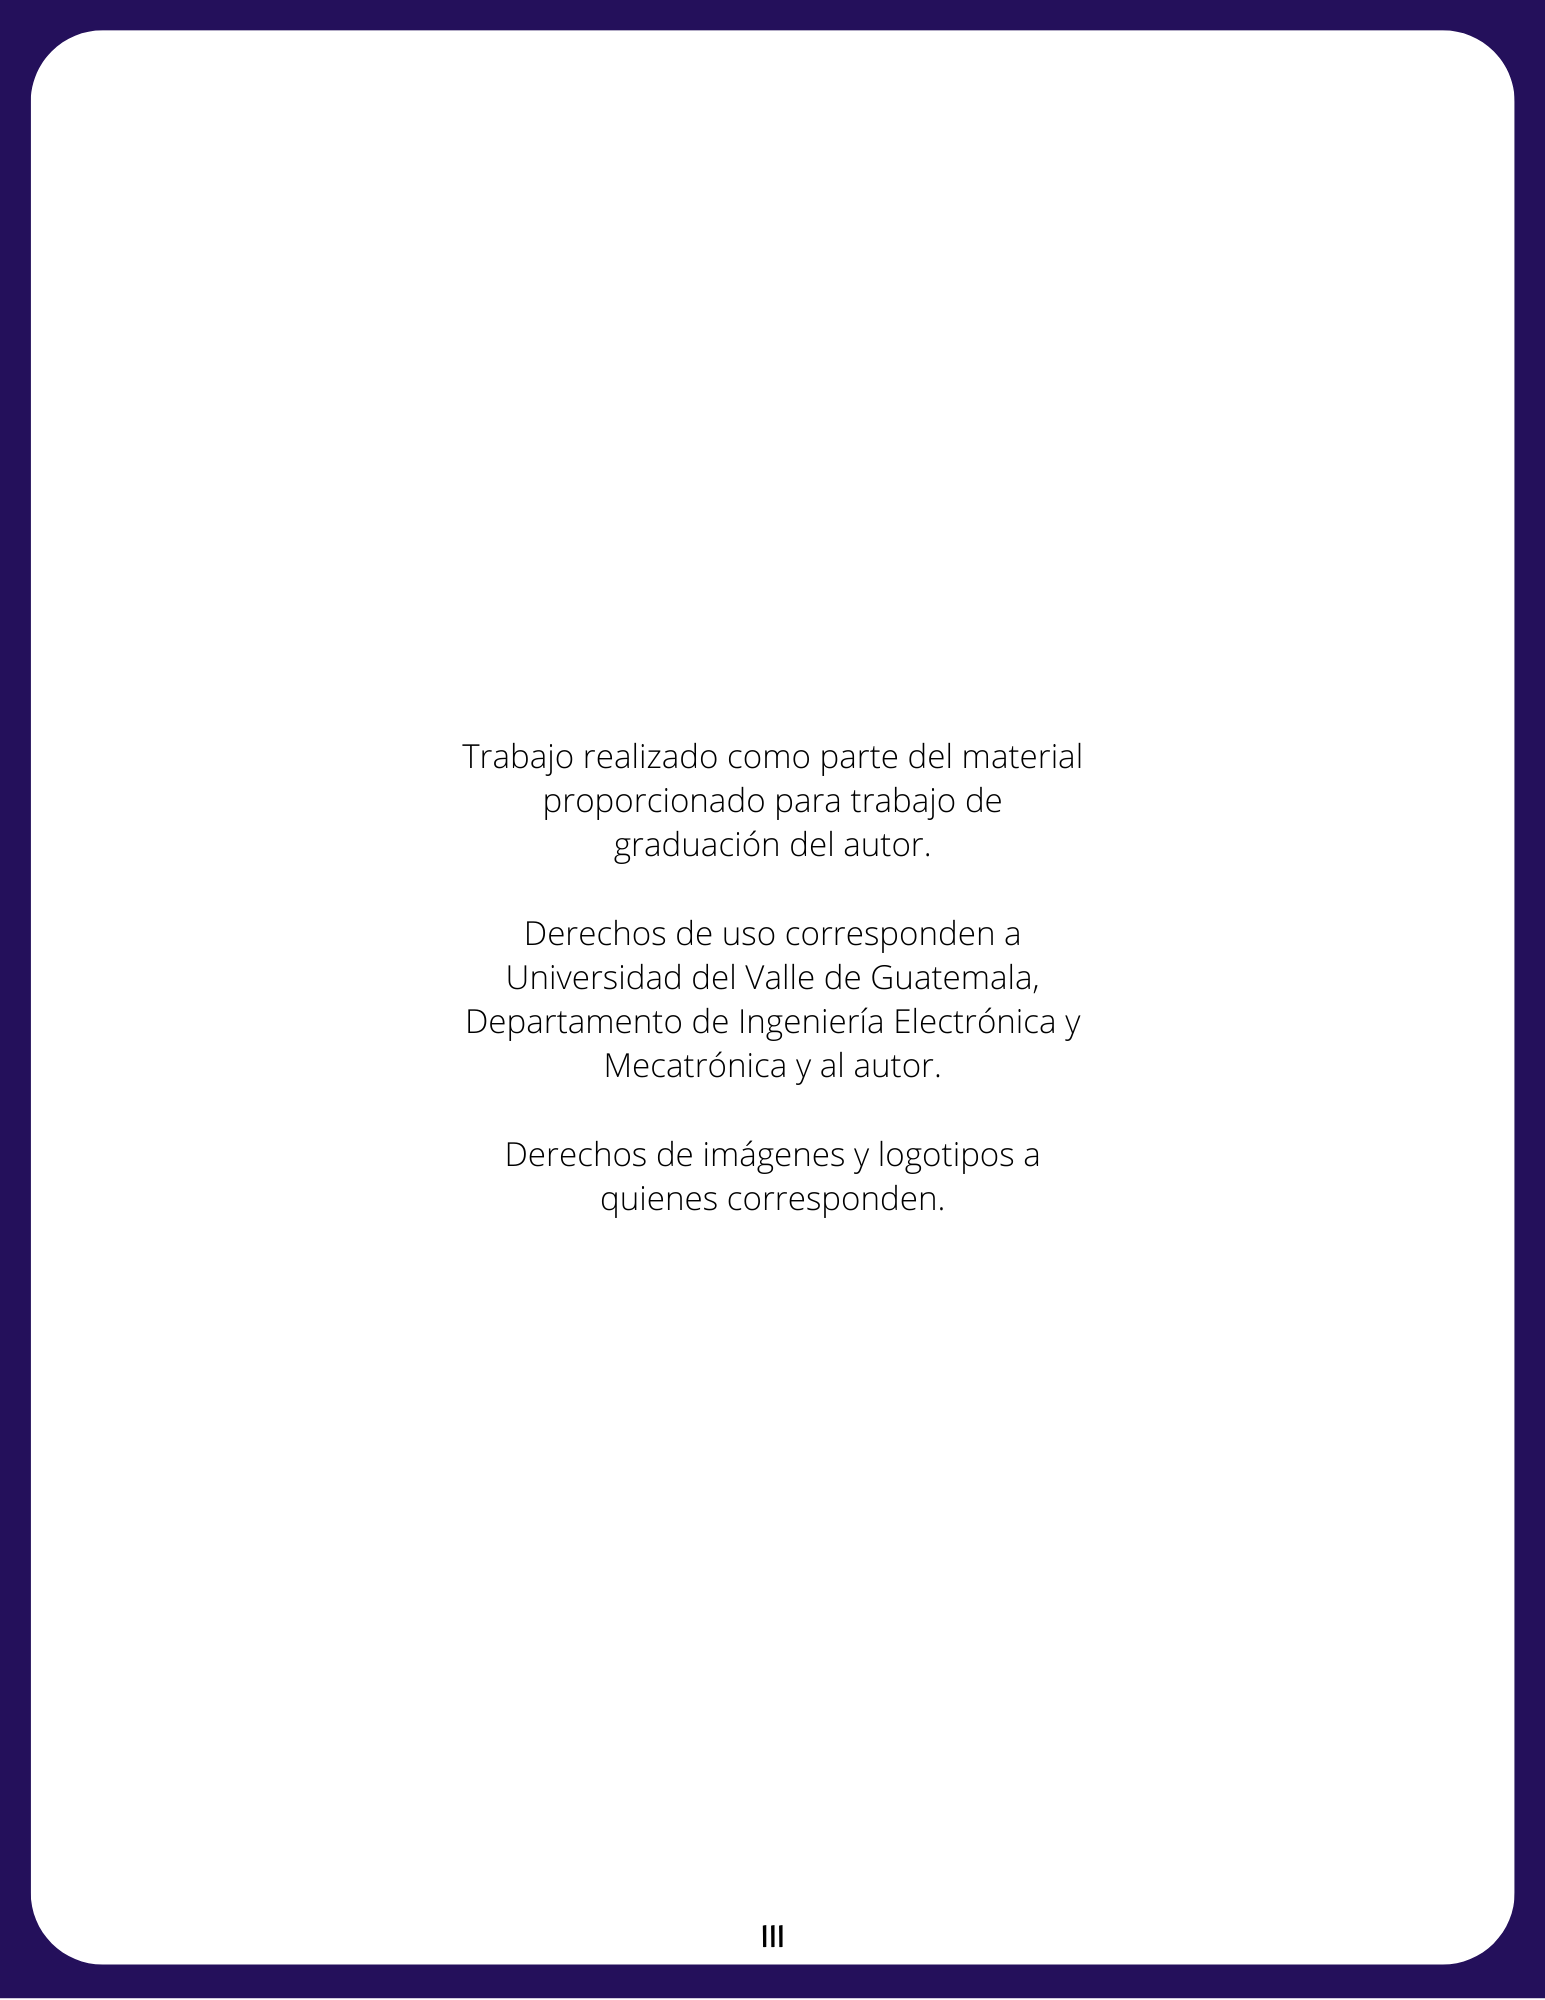 Trabajo realizado como parte del material
proporcionado para trabajo de
graduación del autor.
Derechos de uso corresponden a
Universidad del Valle de Guatemala,
Departamento de Ingeniería Electrónica y
Mecatrónica y al autor.
Derechos de imágenes y logotipos a
quienes corresponden.
III